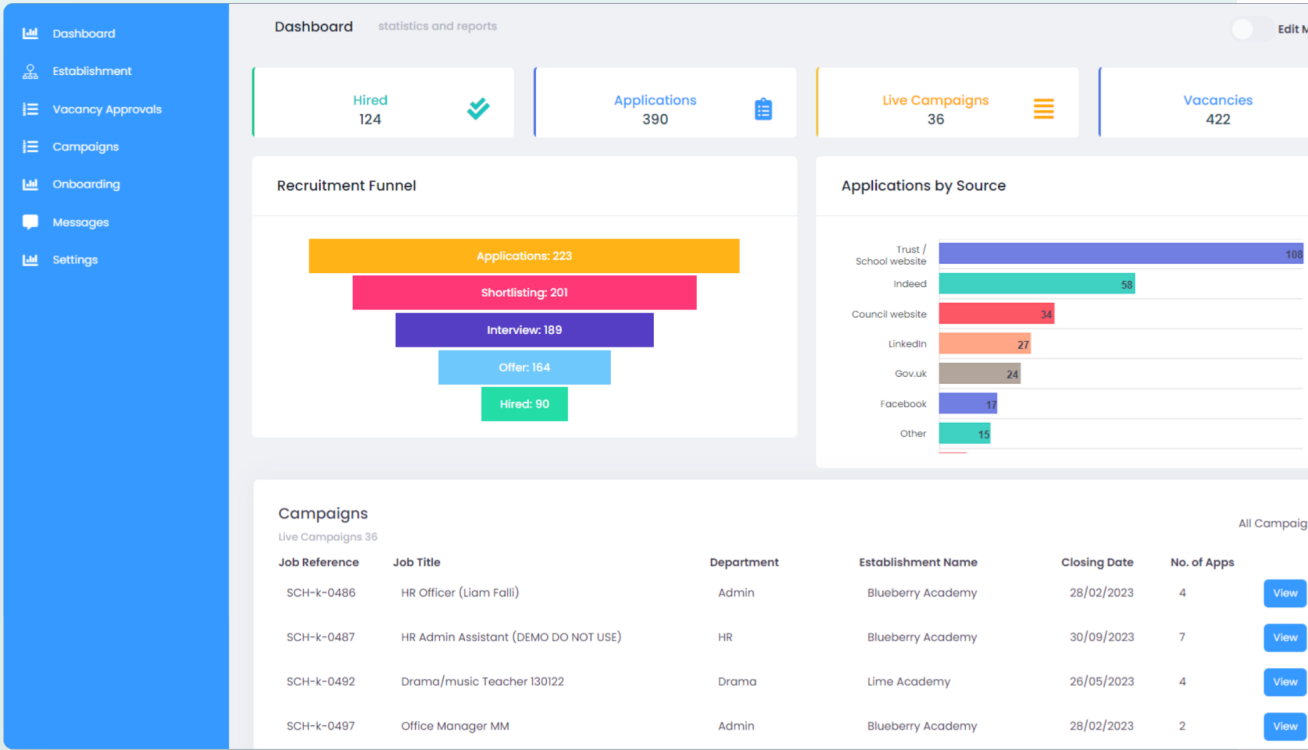 Dashboard
Establishment
Vacancy Approvals
Campaigns
Onboarding
Messages
Settings
Dashboard statistics and reports
Edit M
Hired
124
Applications
390
Live Campaigns
36
Vacancies
422
Recruitment Funnel
Applications: 223
Shortlisting: 201
Interview: 189
Offer: 164
Hired: 90
Applications by Source
Trust /
School website 108
Indeed 58
Council website 34
LinkedIn 27
Gov.uk 24
Facebook 17
Other 15
Campaigns
Live Campaigns 36
All Campaig
Job Reference Job Title Department Establishment Name Closing Date No. of Apps
SCH-k-0486 HR Officer (Liam Falli) Admin Blueberry Academy 28/02/2023 4 View
SCH-k-0487 HR Admin Assistant (DEMO DO NOT USE) HR Blueberry Academy 30/09/2023 7 View
SCH-k-0492 Drama/music Teacher 130122 Drama Lime Academy 26/05/2023 4 View
SCH-k-0497 Office Manager MM Admin Blueberry Academy 28/02/2023 2 View